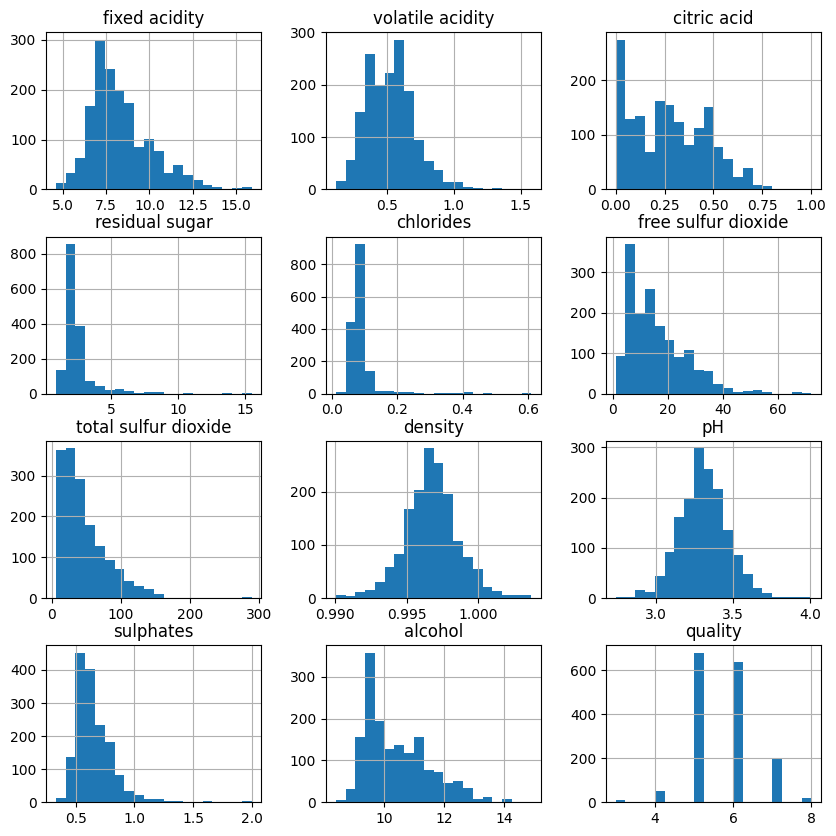 fixed acidity
volatile acidity
citric acid
300
200
100
0
5.0 7.5 10.0 12.5 15.0
300
200
100
0
0.5 1.0 1.5
200
100
0
0.00 0.25 0.50 0.75 1.00
residual sugar
chlorides
free sulfur dioxide
800
600
400
200
0
5 10 15
800
600
400
200
0
0.0 0.2 0.4 0.6
300
200
100
0
0 20 40 60
total sulfur dioxide
density
pH
300
200
100
0
0 100 200 300
200
100
0
0.990 0.995 1.000
300
200
100
0
3.0 3.5 4.0
sulphates
alcohol
quality
400
300
200
100
0
0.5 1.0 1.5 2.0
300
200
100
0
10 12 14
600
400
200
0
4 6 8